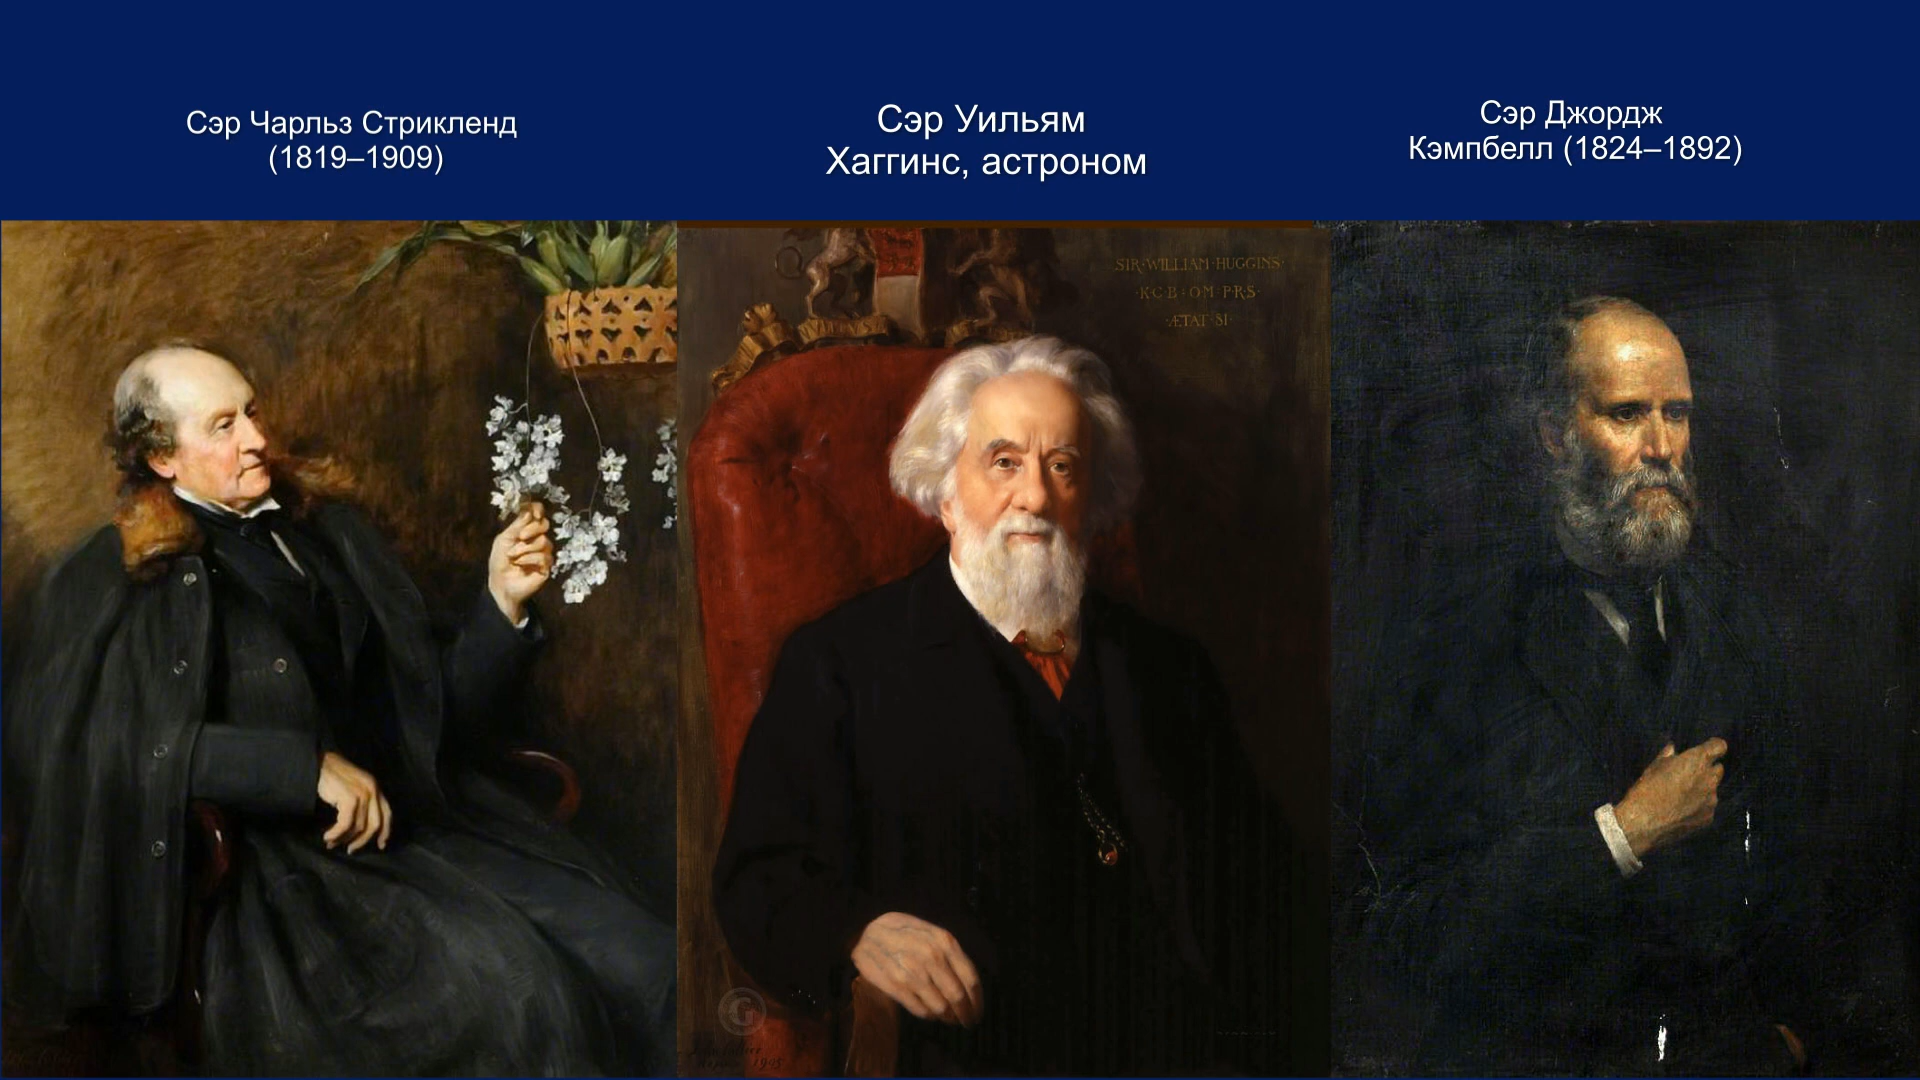 Сэр Чарльз Стрикленд
(1819–1909)
Сэр Уильям
Хаггинс, астроном
Сэр Джордж
Кэмпбелл (1824–1892)
SIR·WILLIAM·HUGGINS·
·K·C·B·O·M·P·R·S·
·ÆTAT·81·
1905